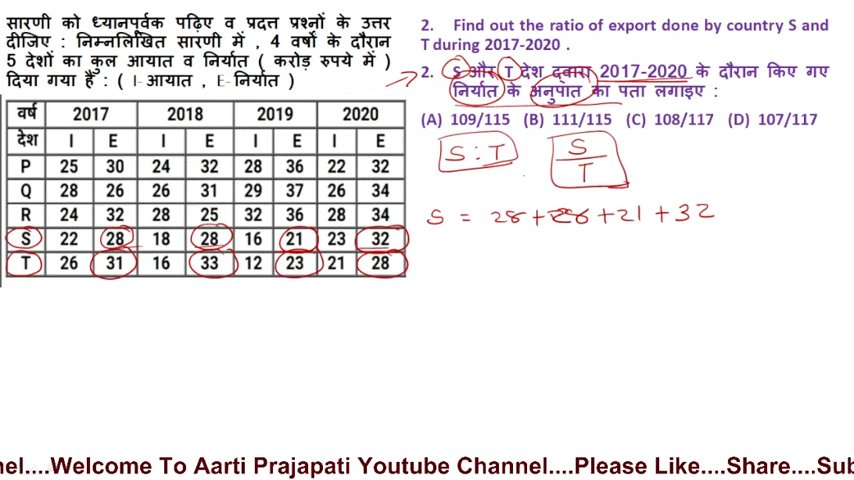 सारणी को ध्यानपूर्वक पढ़िए व प्रदत्त प्रश्नों के उत्तर
दीजिए : निम्नलिखित सारणी में , 4 वर्षों के दौरान
5 देशों का कुल आयात व निर्यात ( करोड़ रुपये में )
दिया गया है : ( I- आयात , E- निर्यात )
वर्ष 2017 2018 2019 2020
देश I E I E I E I E
P 25 30 24 32 28 36 22 32
Q 28 26 26 31 29 37 26 34
R 24 32 28 25 32 36 28 34
S 22 28 18 28 16 21 23 32
T 26 31 16 33 12 23 21 28
2. Find out the ratio of export done by country S and
T during 2017-2020 .
2. S और T देश द्वारा 2017-2020 के दौरान किए गए
निर्यात के अनुपात का पता लगाइए :
(A) 109/115 (B) 111/115 (C) 108/117 (D) 107/117
S : T
S
T
S = 28+28+21+32
nel....Welcome To Aarti Prajapati Youtube Channel....Please Like....Share....Sub